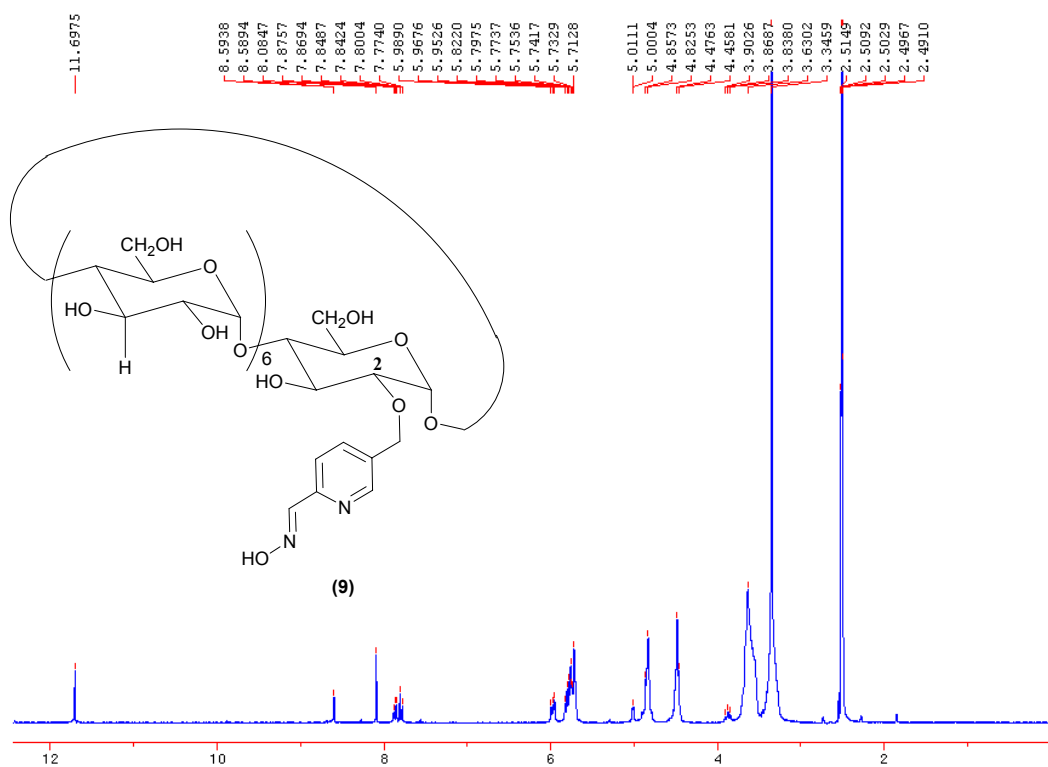 11.6975
8.5938
8.5894
8.0847
7.8757
7.8694
7.8487
7.8424
7.8004
7.7740
5.9890
5.9676
5.9526
5.8220
5.7975
5.7737
5.7536
5.7417
5.7329
5.7128
5.0111
5.0004
4.8573
4.8253
4.4763
4.4581
3.9026
3.8687
3.8380
3.6302
3.3459
2.5149
2.5092
2.5029
2.4967
2.4910
CH2OH
O
HO
OH
H
O
6
CH2OH
O
HO
2
O
O
N
N
HO
(9)
12 10 8 6 4 2